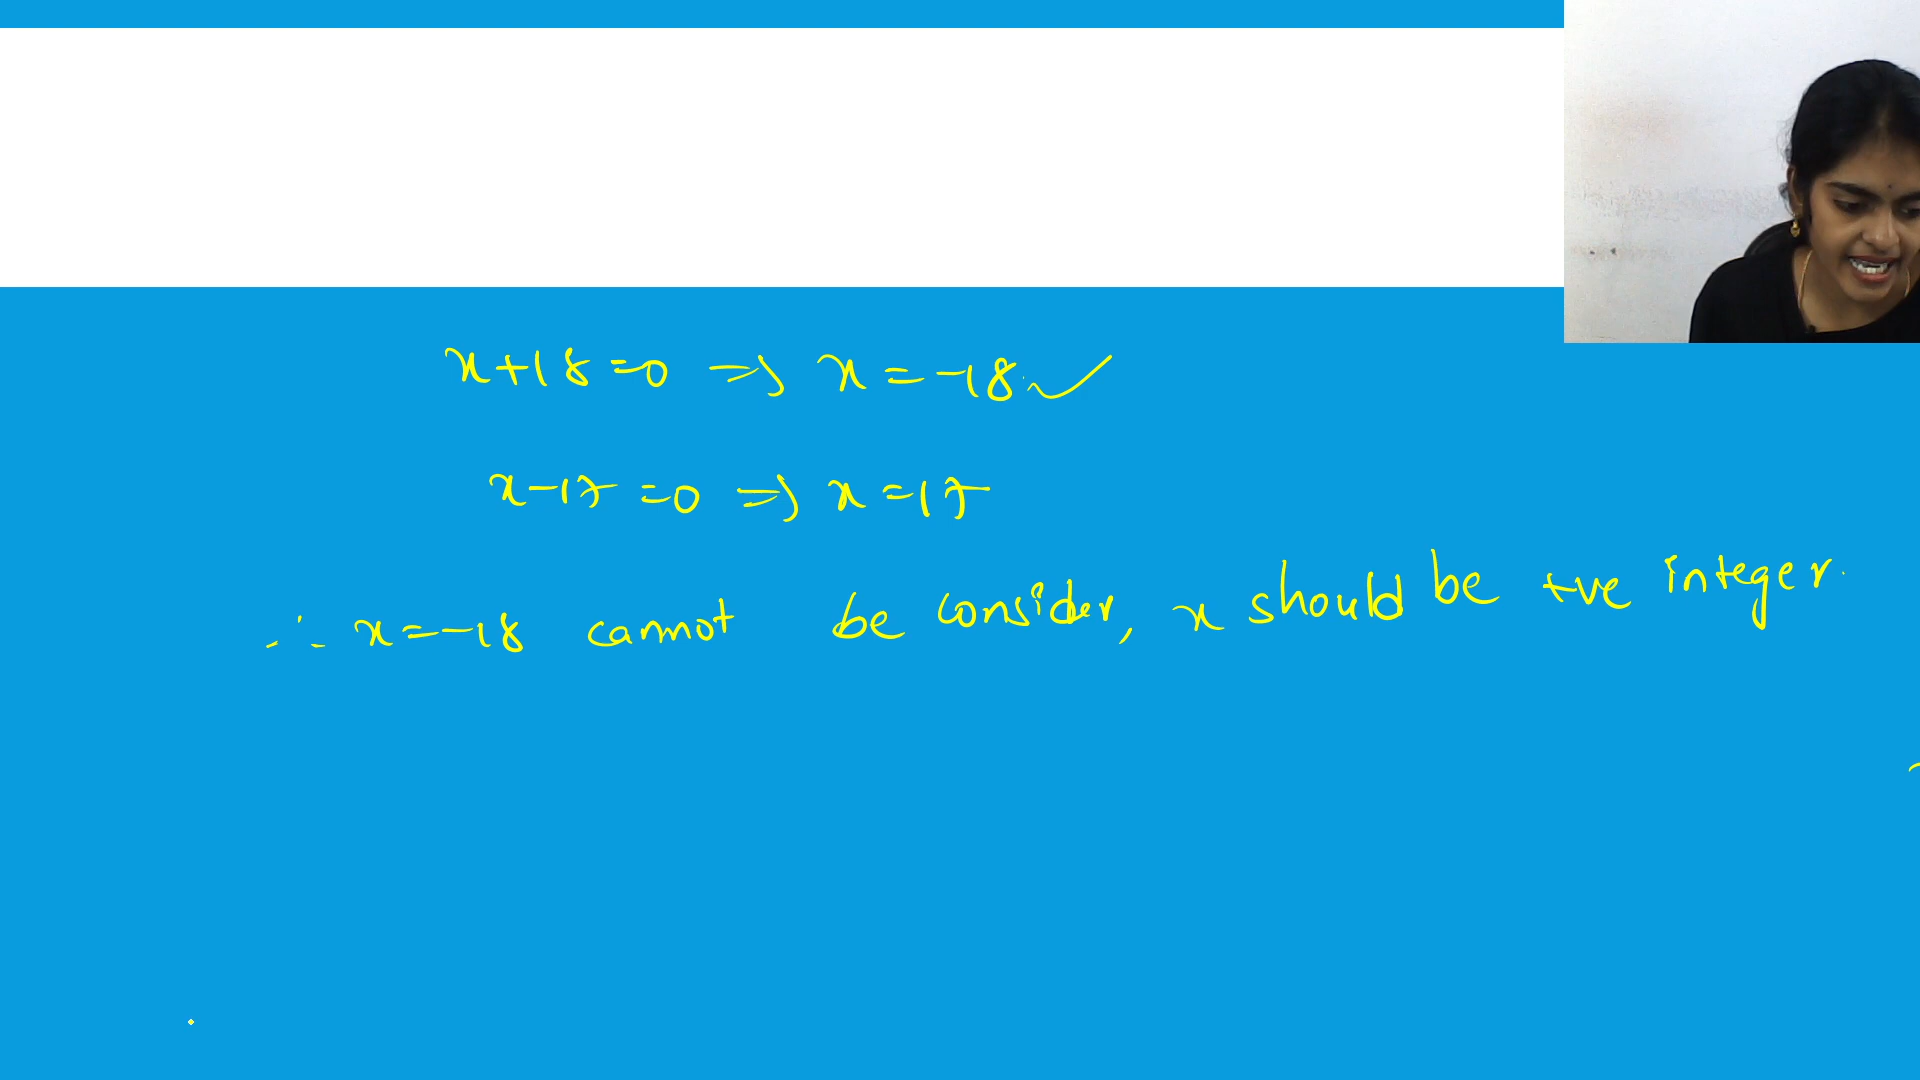 x+18=0 => x=-18
x-17=0 => x=17
∴ x=-18 cannot be consider, x should be +ve integer.